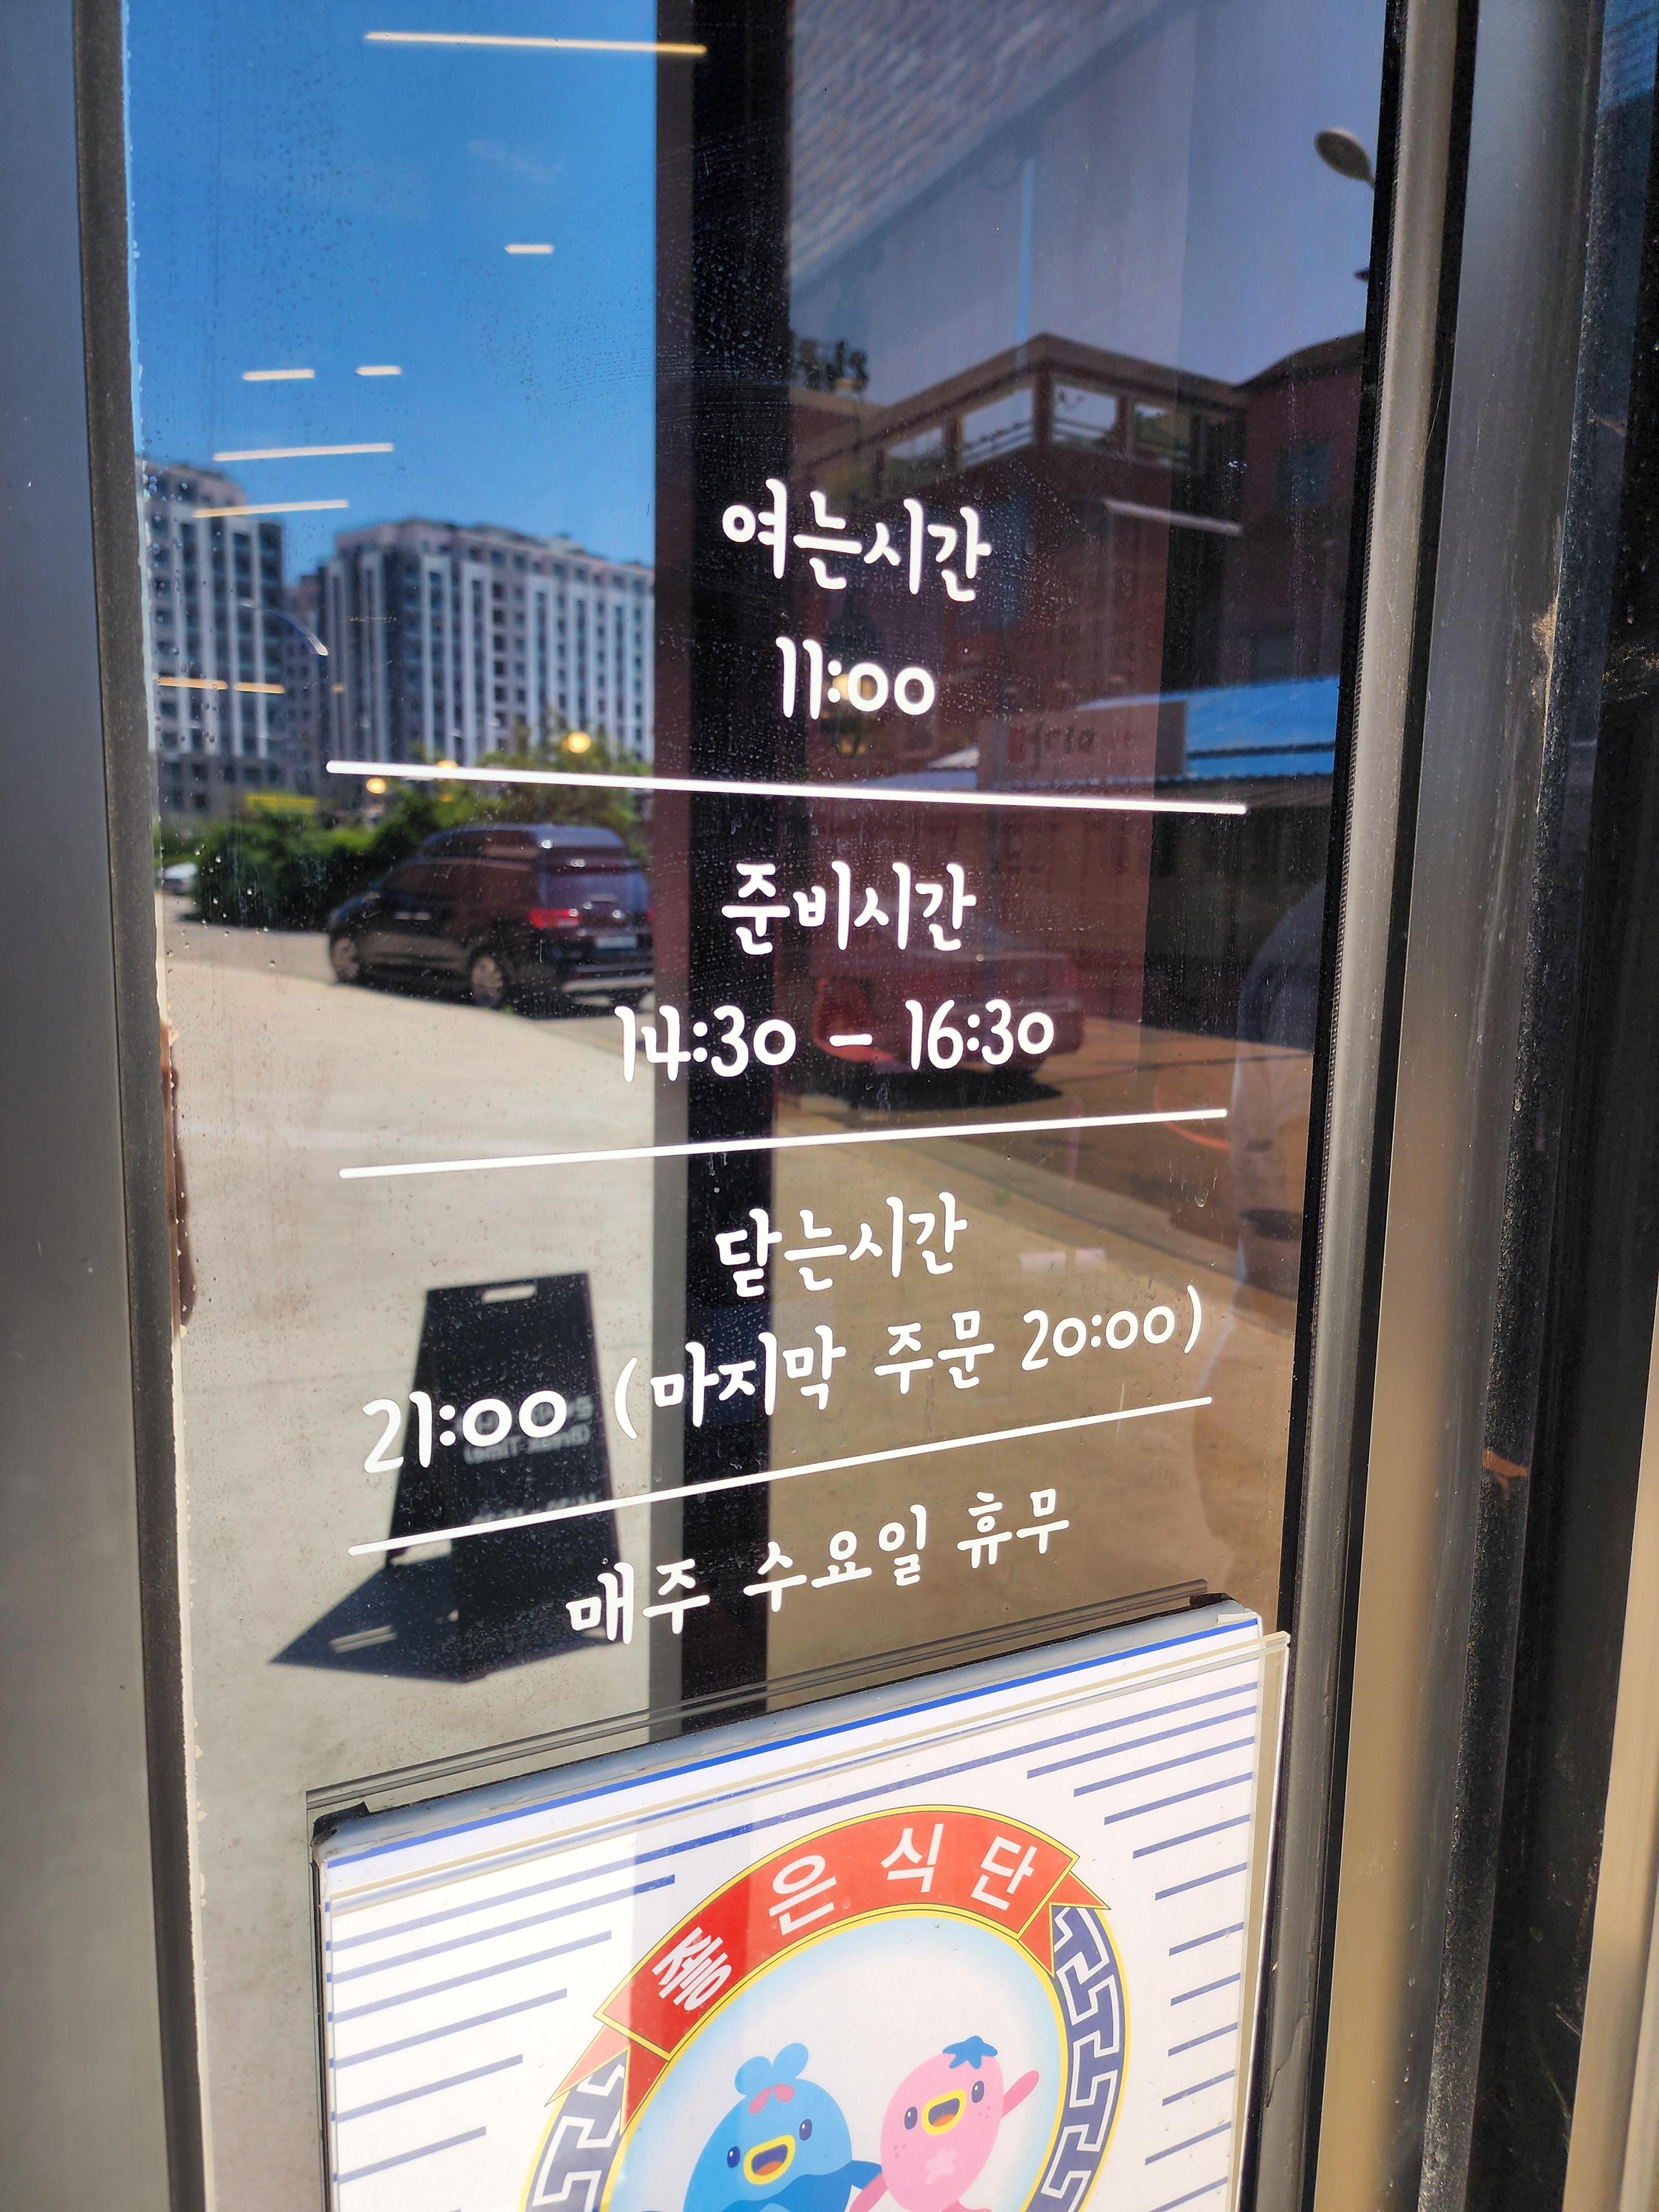 여는시간
11:00
준비시간
14:30 - 16:30
닫는시간
21:00 (마지막 주문 20:00)
매주 수요일 휴무
좋은식단